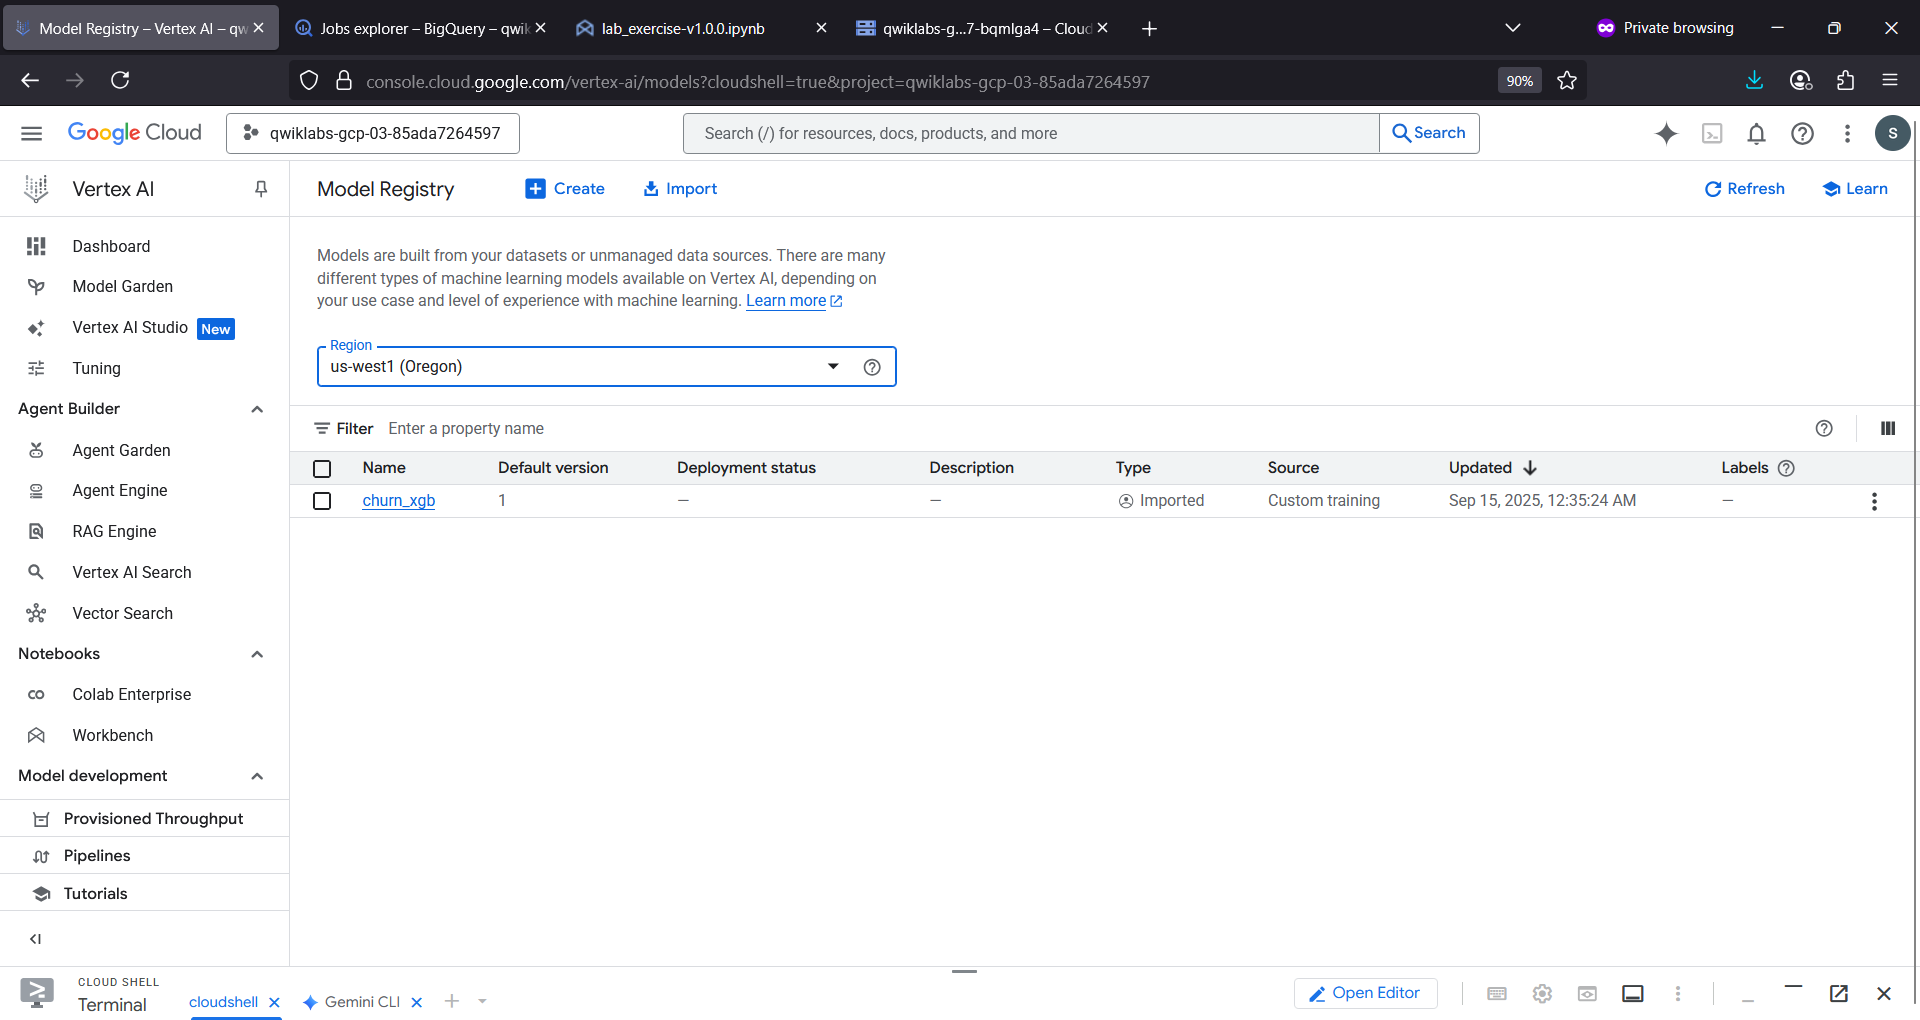 Model Registry – Vertex AI – qw
Jobs explorer – BigQuery – qwik
lab_exercise-v1.0.0.ipynb
qwiklabs-g...7-bqmlga4 – Cloud
Private browsing
console.cloud.google.com/vertex-ai/models?cloudshell=true&project=qwiklabs-gcp-03-85ada7264597
90%
Google Cloud
qwiklabs-gcp-03-85ada7264597
Search (/) for resources, docs, products, and more
Search
S
Vertex AI
Dashboard
Model Garden
Vertex AI Studio New
Tuning
Agent Builder
Agent Garden
Agent Engine
RAG Engine
Vertex AI Search
Vector Search
Notebooks
Colab Enterprise
Workbench
Model development
Provisioned Throughput
Pipelines
Tutorials
Model Registry
Create
Import
Refresh
Learn
Models are built from your datasets or unmanaged data sources. There are many
different types of machine learning models available on Vertex AI, depending on
your use case and level of experience with machine learning. Learn more
Region
us-west1 (Oregon)
Filter Enter a property name
Name Default version Deployment status Description Type Source Updated Labels
churn_xgb 1 — — Imported Custom training Sep 15, 2025, 12:35:24 AM —
CLOUD SHELL
Terminal
cloudshell
Gemini CLI
Open Editor